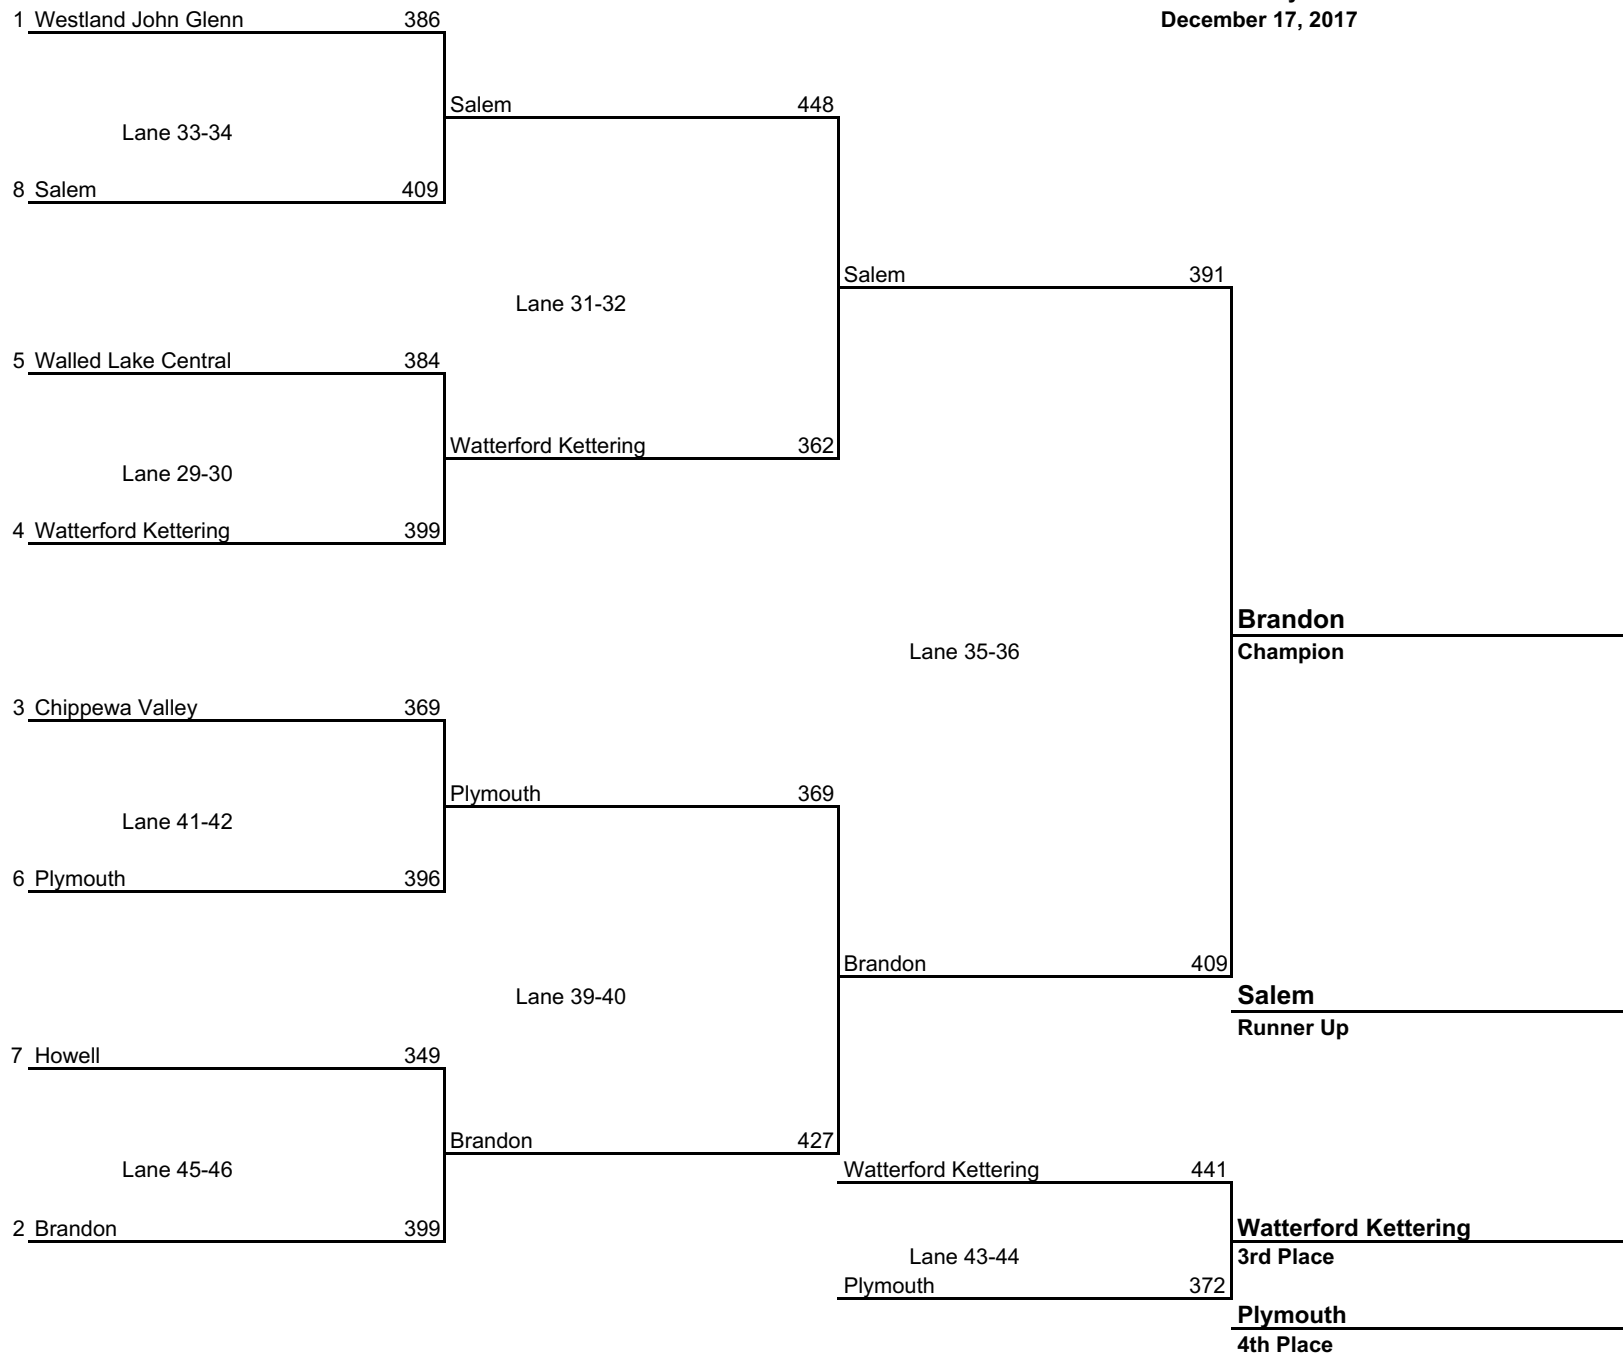 December 17, 2017
1 Westland John Glenn 386
Salem 448
Lane 33-34
8 Salem 409
Salem 391
Lane 31-32
5 Walled Lake Central 384
Watterford Kettering 362
Lane 29-30
4 Watterford Kettering 399
Brandon
Lane 35-36
Champion
3 Chippewa Valley 369
Plymouth 369
Lane 41-42
6 Plymouth 396
Brandon 409
Lane 39-40
Salem
Runner Up
7 Howell 349
Brandon 427
Lane 45-46
Watterford Kettering 441
2 Brandon 399
Watterford Kettering
Lane 43-44
3rd Place
Plymouth 372
Plymouth
4th Place